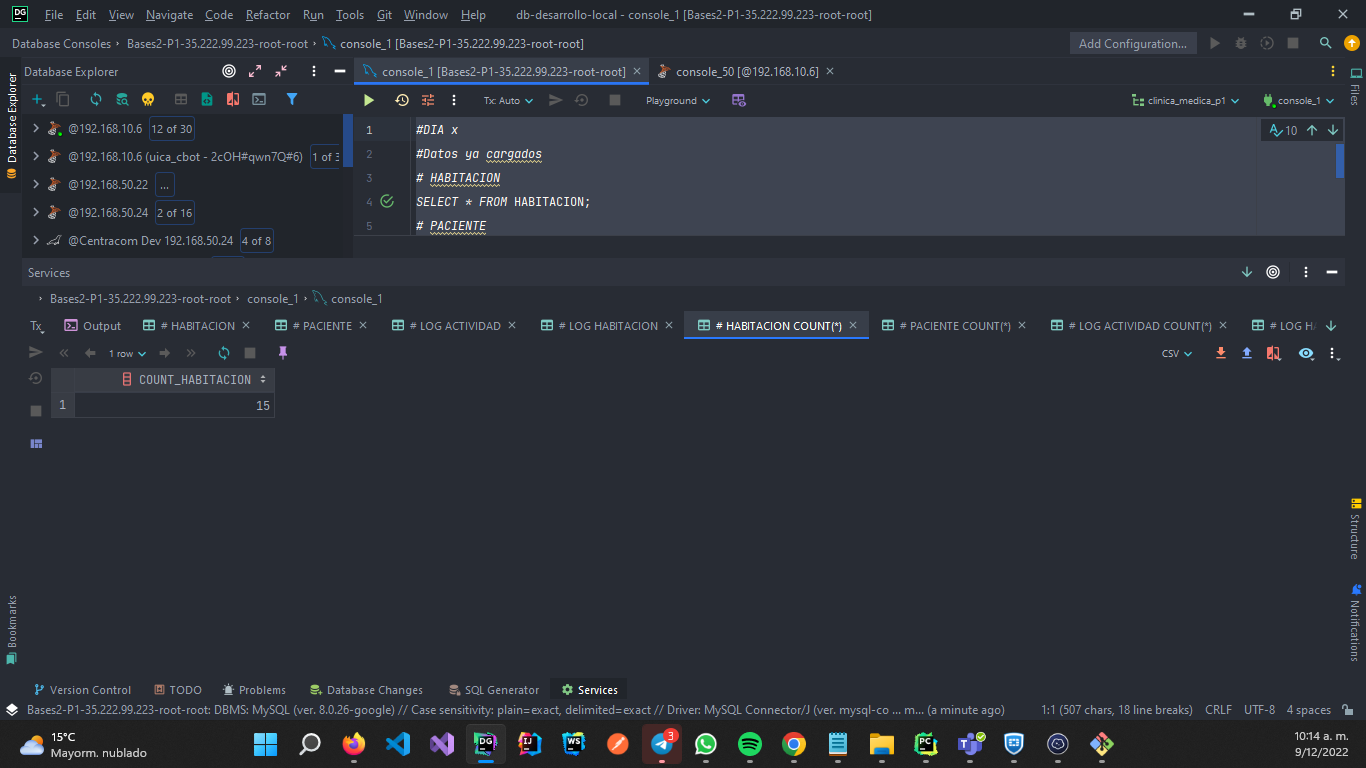 DG File Edit View Navigate Code Refactor Run Tools Git Window Help db-desarrollo-local - console_1 [Bases2-P1-35.222.99.223-root-root]
Database Consoles Bases2-P1-35.222.99.223-root-root console_1 [Bases2-P1-35.222.99.223-root-root] Add Configuration...
Database Explorer
console_1 [Bases2-P1-35.222.99.223-root-root] console_50 [@192.168.10.6]
Database Explorer
Files
Tx: Auto Playground clinica_medica_p1 console_1
@192.168.10.6 12 of 30
@192.168.10.6 (uica_cbot - 2cOH#qwn7Q#6) 1 of 3
@192.168.50.22 ...
@192.168.50.24 2 of 16
@Centracom Dev 192.168.50.24 4 of 8
1 #DIA x
2 #Datos ya cargados
3 # HABITACION
4 SELECT * FROM HABITACION;
5 # PACIENTE
10
Services
Bases2-P1-35.222.99.223-root-root console_1 console_1
Tx Output # HABITACION # PACIENTE # LOG ACTIVIDAD # LOG HABITACION # HABITACION COUNT(*) # PACIENTE COUNT(*) # LOG ACTIVIDAD COUNT(*) # LOG H
1 row CSV
COUNT_HABITACION
1 15
Structure
Notifications
Bookmarks
Version Control TODO Problems Database Changes SQL Generator Services
Bases2-P1-35.222.99.223-root-root: DBMS: MySQL (ver. 8.0.26-google) // Case sensitivity: plain=exact, delimited=exact // Driver: MySQL Connector/J (ver. mysql-co ... m... (a minute ago) 1:1 (507 chars, 18 line breaks) CRLF UTF-8 4 spaces
15°C
Mayorm. nublado
DG IJ WS 3 PC
10:14 a. m.
9/12/2022